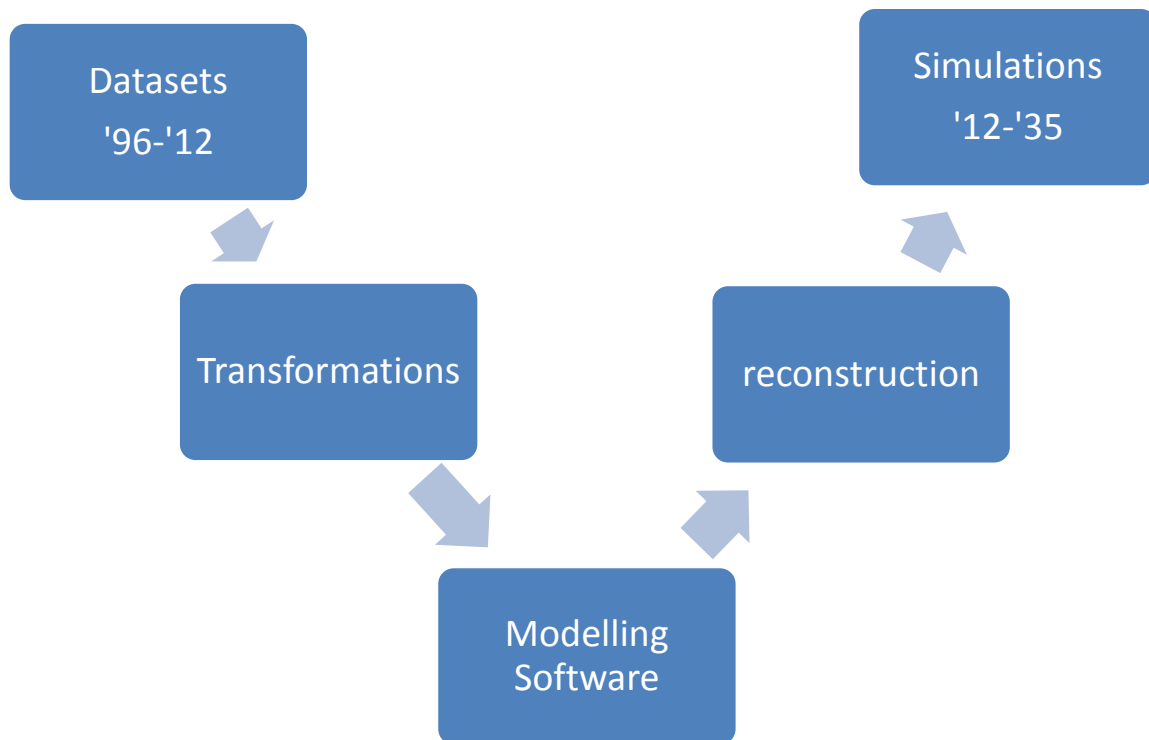 Datasets
'96-'12
Transformations
Modelling
Software
reconstruction
Simulations
'12-'35